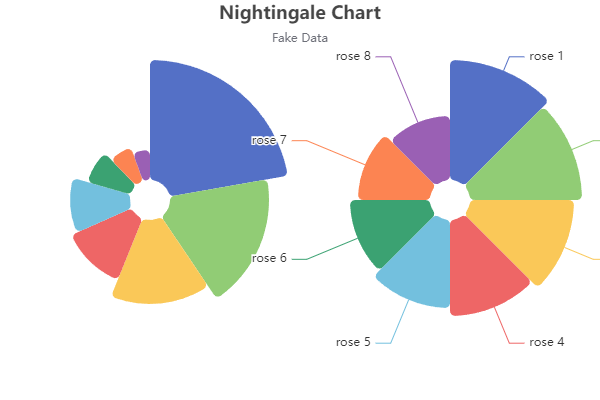 Nightingale Chart
Fake Data
rose 8
rose 1
rose 7
rose 6
rose 5
rose 4